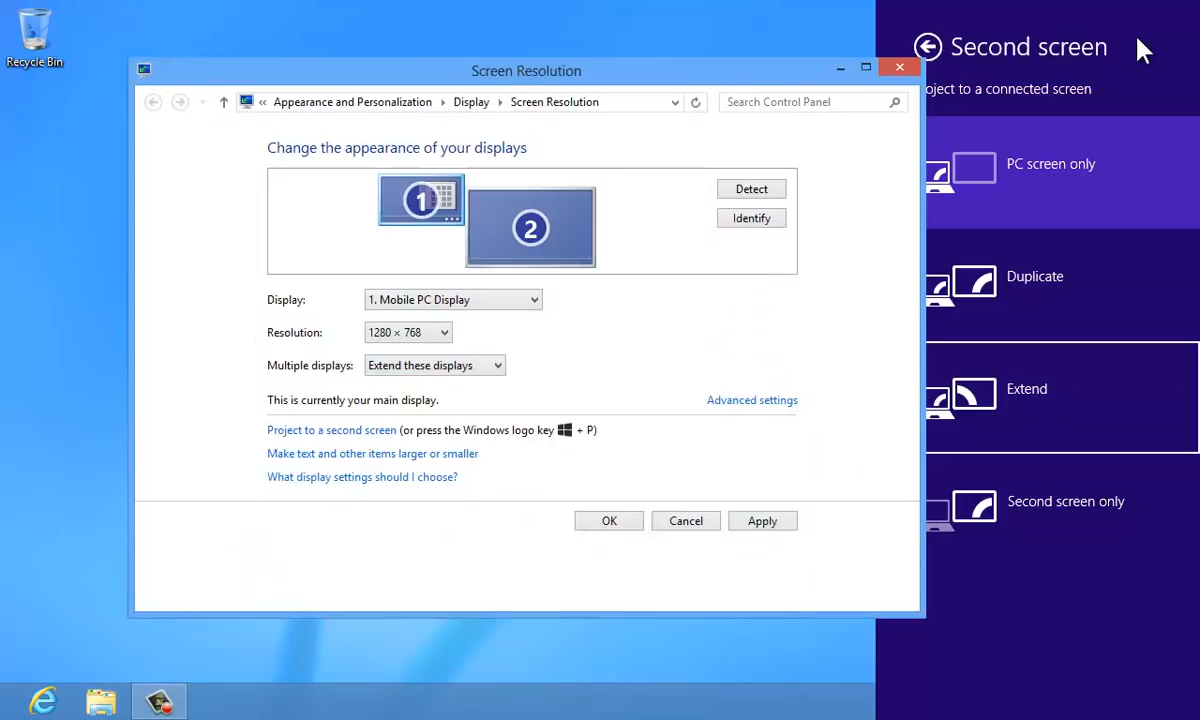 Recycle Bin
Screen Resolution
« Appearance and Personalization Display Screen Resolution
Search Control Panel
Change the appearance of your displays
1
2
Detect
Identify
Display: 1. Mobile PC Display
Resolution: 1280 × 768
Multiple displays: Extend these displays
This is currently your main display.
Advanced settings
Project to a second screen (or press the Windows logo key + P)
Make text and other items larger or smaller
What display settings should I choose?
OK Cancel Apply
Second screen
oject to a connected screen
PC screen only
Duplicate
Extend
Second screen only